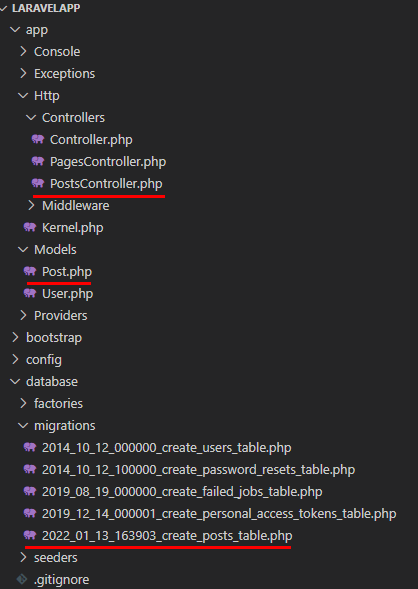 LARAVELAPP
app
Console
Exceptions
Http
Controllers
Controller.php
PagesController.php
PostsController.php
Middleware
Kernel.php
Models
Post.php
User.php
Providers
bootstrap
config
database
factories
migrations
2014_10_12_000000_create_users_table.php
2014_10_12_100000_create_password_resets_table.php
2019_08_19_000000_create_failed_jobs_table.php
2019_12_14_000001_create_personal_access_tokens_table.php
2022_01_13_163903_create_posts_table.php
seeders
.gitignore